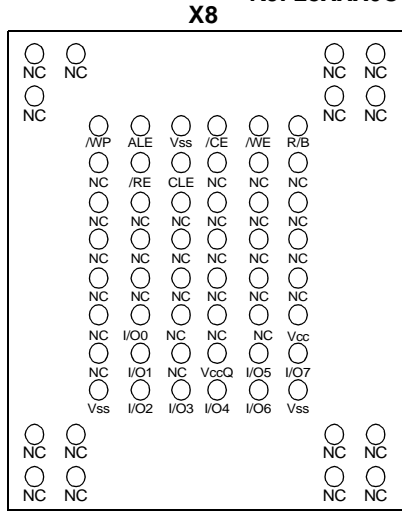 X8
NC NC NC NC
NC NC NC
/WP ALE Vss /CE /WE R/B
NC /RE CLE NC NC NC
NC NC NC NC NC NC
NC NC NC NC NC NC
NC NC NC NC NC NC
NC I/O0 NC NC NC Vcc
NC I/O1 NC VccQ I/O5 I/O7
Vss I/O2 I/O3 I/O4 I/O6 Vss
NC NC NC NC
NC NC NC NC